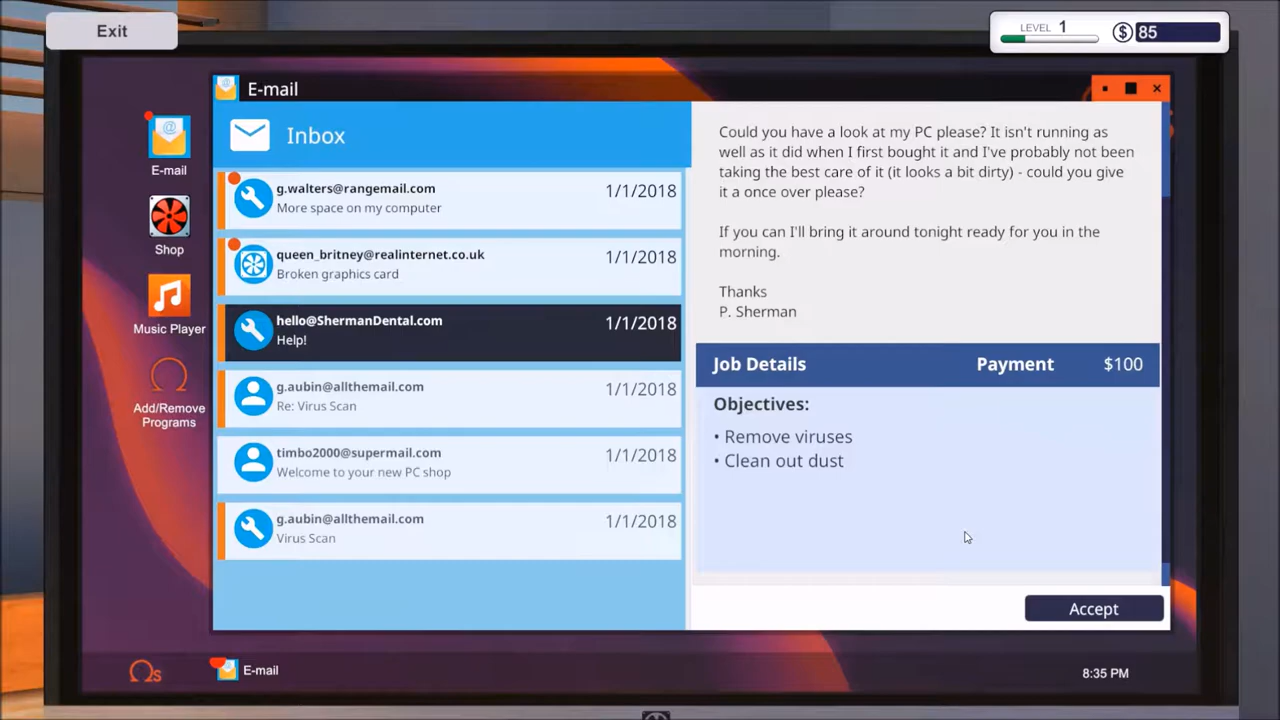 Exit
LEVEL 1
$ 85
E-mail
Shop
Music Player
Add/Remove
Programs
E-mail
Inbox
g.walters@rangemail.com
1/1/2018
More space on my computer
queen_britney@realinternet.co.uk
1/1/2018
Broken graphics card
hello@ShermanDental.com
1/1/2018
Help!
g.aubin@allthemail.com
1/1/2018
Re: Virus Scan
timbo2000@supermail.com
1/1/2018
Welcome to your new PC shop
g.aubin@allthemail.com
1/1/2018
Virus Scan
Could you have a look at my PC please? It isn't running as
well as it did when I first bought it and I've probably not been
taking the best care of it (it looks a bit dirty) - could you give
it a once over please?
If you can I'll bring it around tonight ready for you in the
morning.
Thanks
P. Sherman
Job Details
Payment
$100
Objectives:
• Remove viruses
• Clean out dust
Accept
Ωs
E-mail
8:35 PM